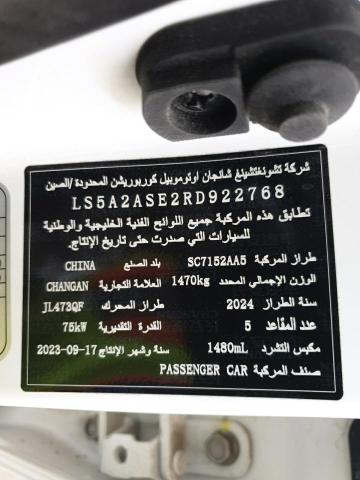 شركة تشونغتشينغ شانجان اوتوموبيل كوربوريشن المحدودة /الصين
LS5A2ASE2RD922768
تطابق هذه المركبة جميع اللوائح الفنية الخليجية والوطنية
للسيارات التي صدرت حتى تاريخ الإنتاج.
طراز المركبة SC7152AA5 بلد الصنع CHINA
الوزن الإجمالي المحدد 1470kg العلامة التجارية CHANGAN
سنة الطراز 2024 طراز المحرك JL473QF
عدد المقاعد 5 القدرة التقديرية 75kW
مكبس التشرد 1480mL سنة وشهر الإنتاج 2023-09-17
صنف المركبة PASSENGER CAR